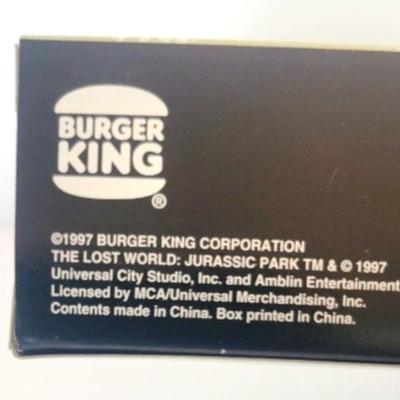 BURGER
KING
®
©1997 BURGER KING CORPORATION
THE LOST WORLD: JURASSIC PARK TM & © 1997
Universal City Studio, Inc. and Amblin Entertainment
Licensed by MCA/Universal Merchandising, Inc.
Contents made in China. Box printed in China.